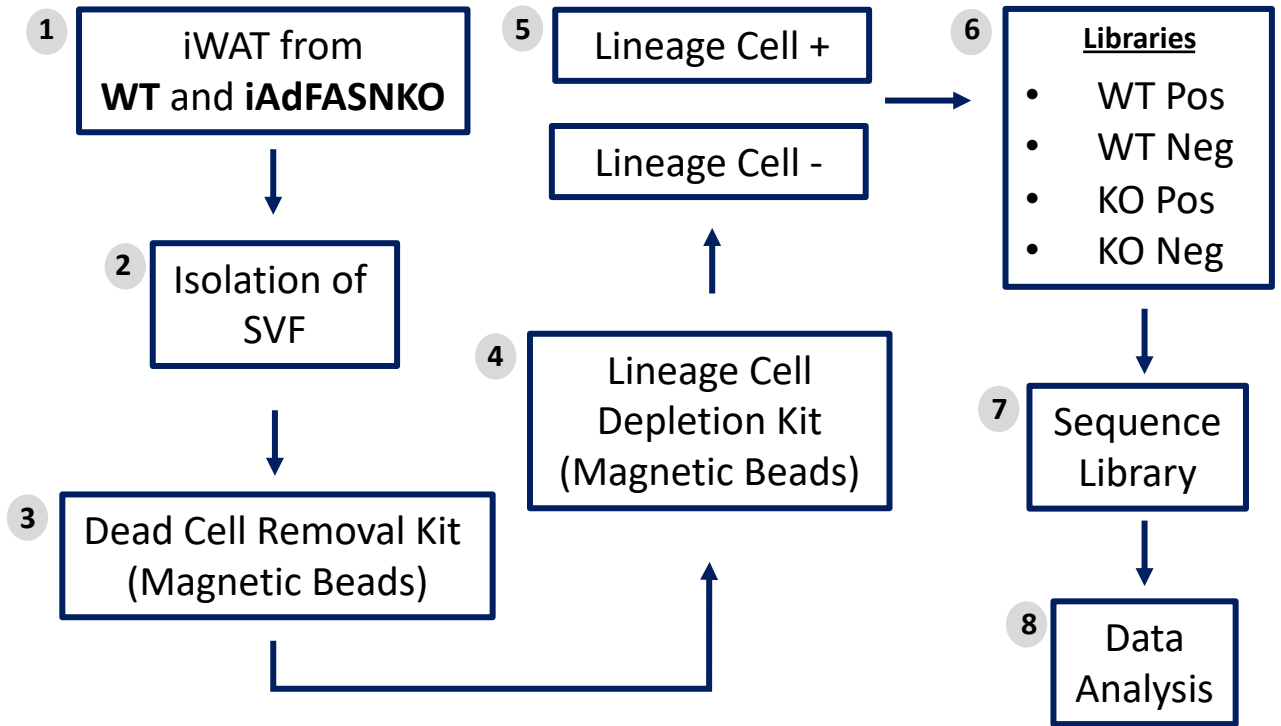 1
iWAT from
WT and iAdFASNKO
2
Isolation of
SVF
3
Dead Cell Removal Kit
(Magnetic Beads)
4
Lineage Cell
Depletion Kit
(Magnetic Beads)
5
Lineage Cell +
Lineage Cell -
6
Libraries
• WT Pos
• WT Neg
• KO Pos
• KO Neg
7
Sequence
Library
8
Data
Analysis